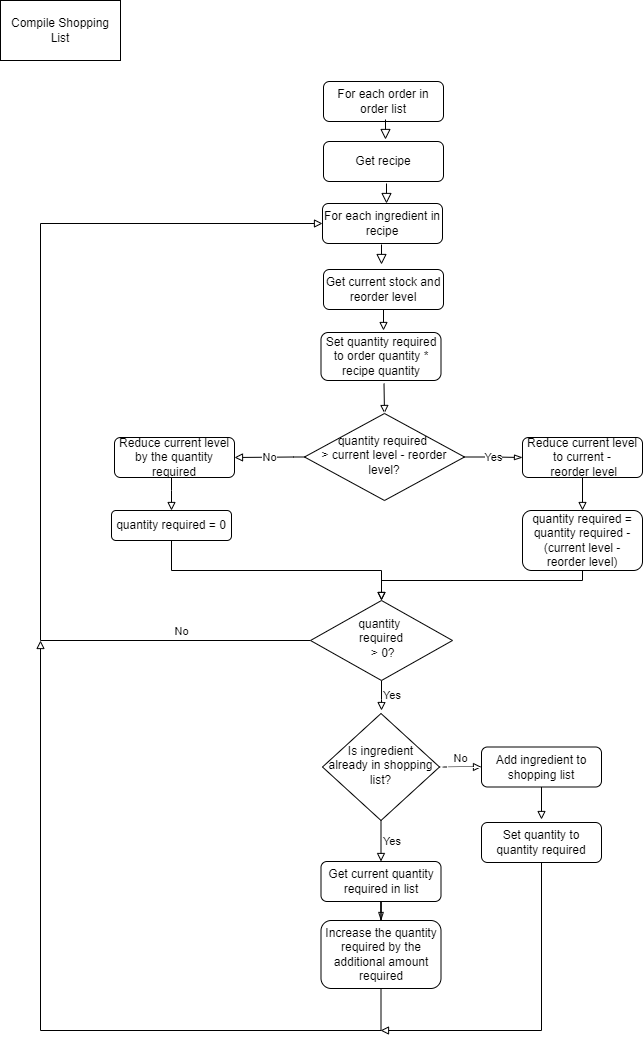 Compile Shopping
List
For each order in
order list
Get recipe
For each ingredient in
recipe
Get current stock and
reorder level
Set quantity required
to order quantity *
recipe quantity
quantity required
> current level - reorder
level?
No
Yes
Reduce current level
by the quantity
required
Reduce current level
to current -
reorder level
quantity required = 0
quantity required =
quantity required -
(current level -
reorder level)
quantity
required
> 0?
No
Yes
Is ingredient
already in shopping
list?
No
Add ingredient to
shopping list
Set quantity to
quantity required
Yes
Get current quantity
required in list
Increase the quantity
required by the
additional amount
required